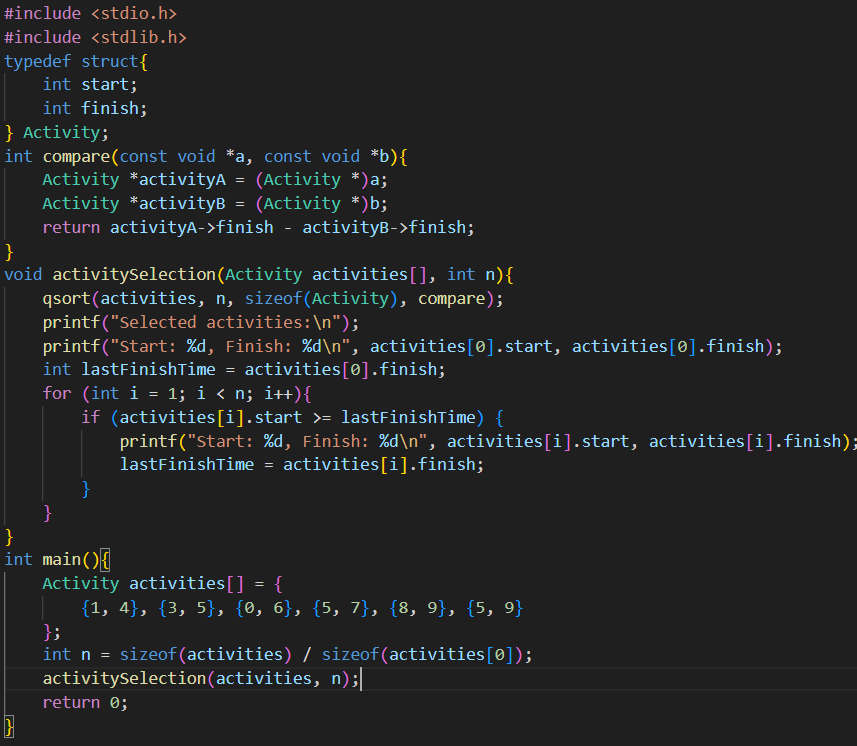 #include <stdio.h>
#include <stdlib.h>
typedef struct{
    int start;
    int finish;
} Activity;
int compare(const void *a, const void *b){
    Activity *activityA = (Activity *)a;
    Activity *activityB = (Activity *)b;
    return activityA->finish - activityB->finish;
}
void activitySelection(Activity activities[], int n){
    qsort(activities, n, sizeof(Activity), compare);
    printf("Selected activities:\n");
    printf("Start: %d, Finish: %d\n", activities[0].start, activities[0].finish);
    int lastFinishTime = activities[0].finish;
    for (int i = 1; i < n; i++){
        if (activities[i].start >= lastFinishTime) {
            printf("Start: %d, Finish: %d\n", activities[i].start, activities[i].finish);
            lastFinishTime = activities[i].finish;
        }
    }
}
int main(){
    Activity activities[] = {
        {1, 4}, {3, 5}, {0, 6}, {5, 7}, {8, 9}, {5, 9}
    };
    int n = sizeof(activities) / sizeof(activities[0]);
    activitySelection(activities, n);
    return 0;
}